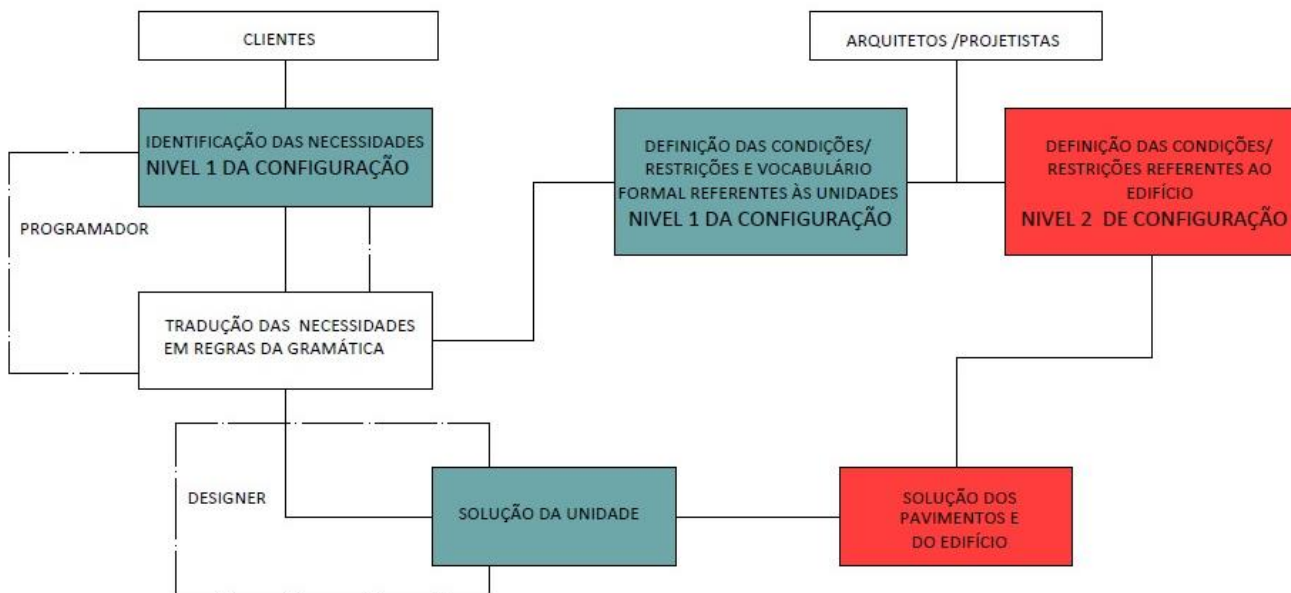 CLIENTES
ARQUITETOS /PROJETISTAS
IDENTIFICAÇÃO DAS NECESSIDADES
NIVEL 1 DA CONFIGURAÇÃO
DEFINIÇÃO DAS CONDIÇÕES/
RESTRIÇÕES E VOCABULÁRIO
FORMAL REFERENTES ÀS UNIDADES
NIVEL 1 DA CONFIGURAÇÃO
DEFINIÇÃO DAS CONDIÇÕES/
RESTRIÇÕES REFERENTES AO
EDIFÍCIO
NIVEL 2 DE CONFIGURAÇÃO
PROGRAMADOR
TRADUÇÃO DAS NECESSIDADES
EM REGRAS DA GRAMÁTICA
DESIGNER
SOLUÇÃO DA UNIDADE
SOLUÇÃO DOS
PAVIMENTOS E
DO EDIFÍCIO